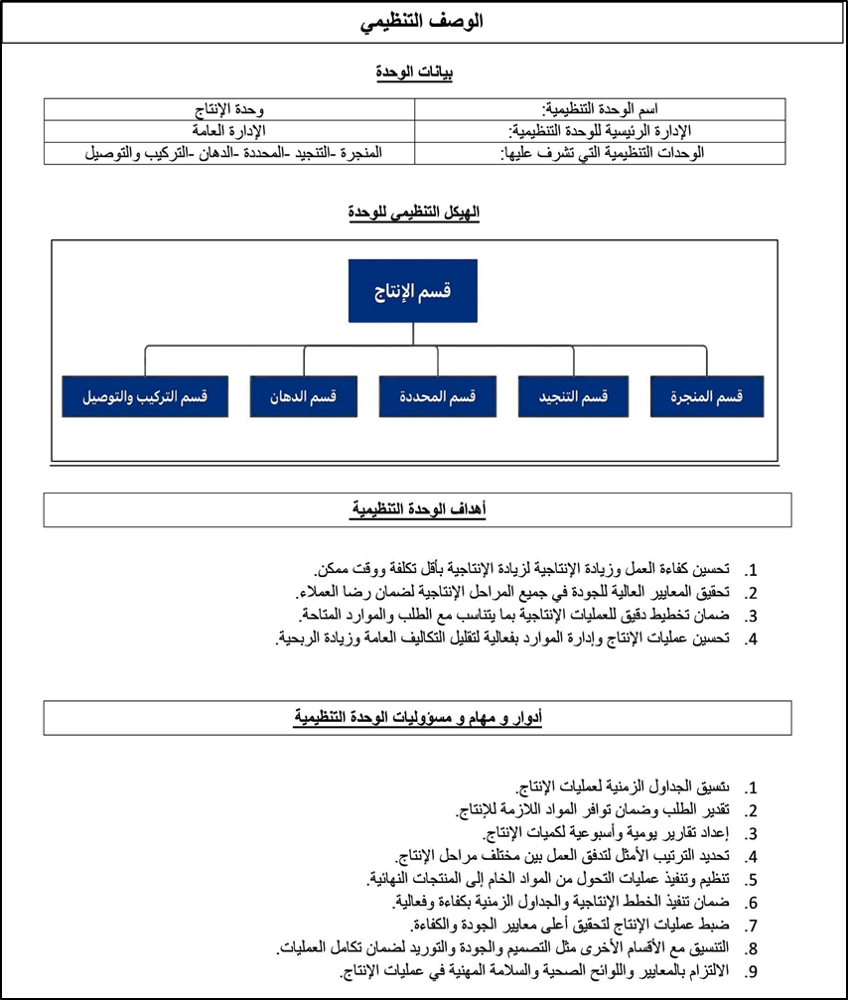 الوصف التنظيمي
بيانات الوحدة
اسم الوحدة التنظيمية: وحدة الإنتاج
الإدارة الرئيسية للوحدة التنظيمية: الإدارة العامة
الوحدات التنظيمية التي تشرف عليها: المنجرة -التنجيد -المحددة -الدهان -التركيب والتوصيل
الهيكل التنظيمي للوحدة
قسم الإنتاج
قسم المنجرة قسم التنجيد قسم المحددة قسم الدهان قسم التركيب والتوصيل
أهداف الوحدة التنظيمية
1. تحسين كفاءة العمل وزيادة الإنتاجية لزيادة الإنتاجية بأقل تكلفة ووقت ممكن.
2. تحقيق المعايير العالية للجودة في جميع المراحل الإنتاجية لضمان رضا العملاء.
3. ضمان تخطيط دقيق للعمليات الإنتاجية بما يتناسب مع الطلب والموارد المتاحة.
4. تحسين عمليات الإنتاج وإدارة الموارد بفعالية لتقليل التكاليف العامة وزيادة الربحية.
أدوار و مهام و مسؤوليات الوحدة التنظيمية
1. تنسيق الجداول الزمنية لعمليات الإنتاج.
2. تقدير الطلب وضمان توافر المواد اللازمة للإنتاج.
3. إعداد تقارير يومية وأسبوعية لكميات الإنتاج.
4. تحديد الترتيب الأمثل لتدفق العمل بين مختلف مراحل الإنتاج.
5. تنظيم وتنفيذ عمليات التحول من المواد الخام إلى المنتجات النهائية.
6. ضمان تنفيذ الخطط الإنتاجية والجداول الزمنية بكفاءة وفعالية.
7. ضبط عمليات الإنتاج لتحقيق أعلى معايير الجودة والكفاءة.
8. التنسيق مع الأقسام الأخرى مثل التصميم والجودة والتوريد لضمان تكامل العمليات.
9. الالتزام بالمعايير واللوائح الصحية والسلامة المهنية في عمليات الإنتاج.